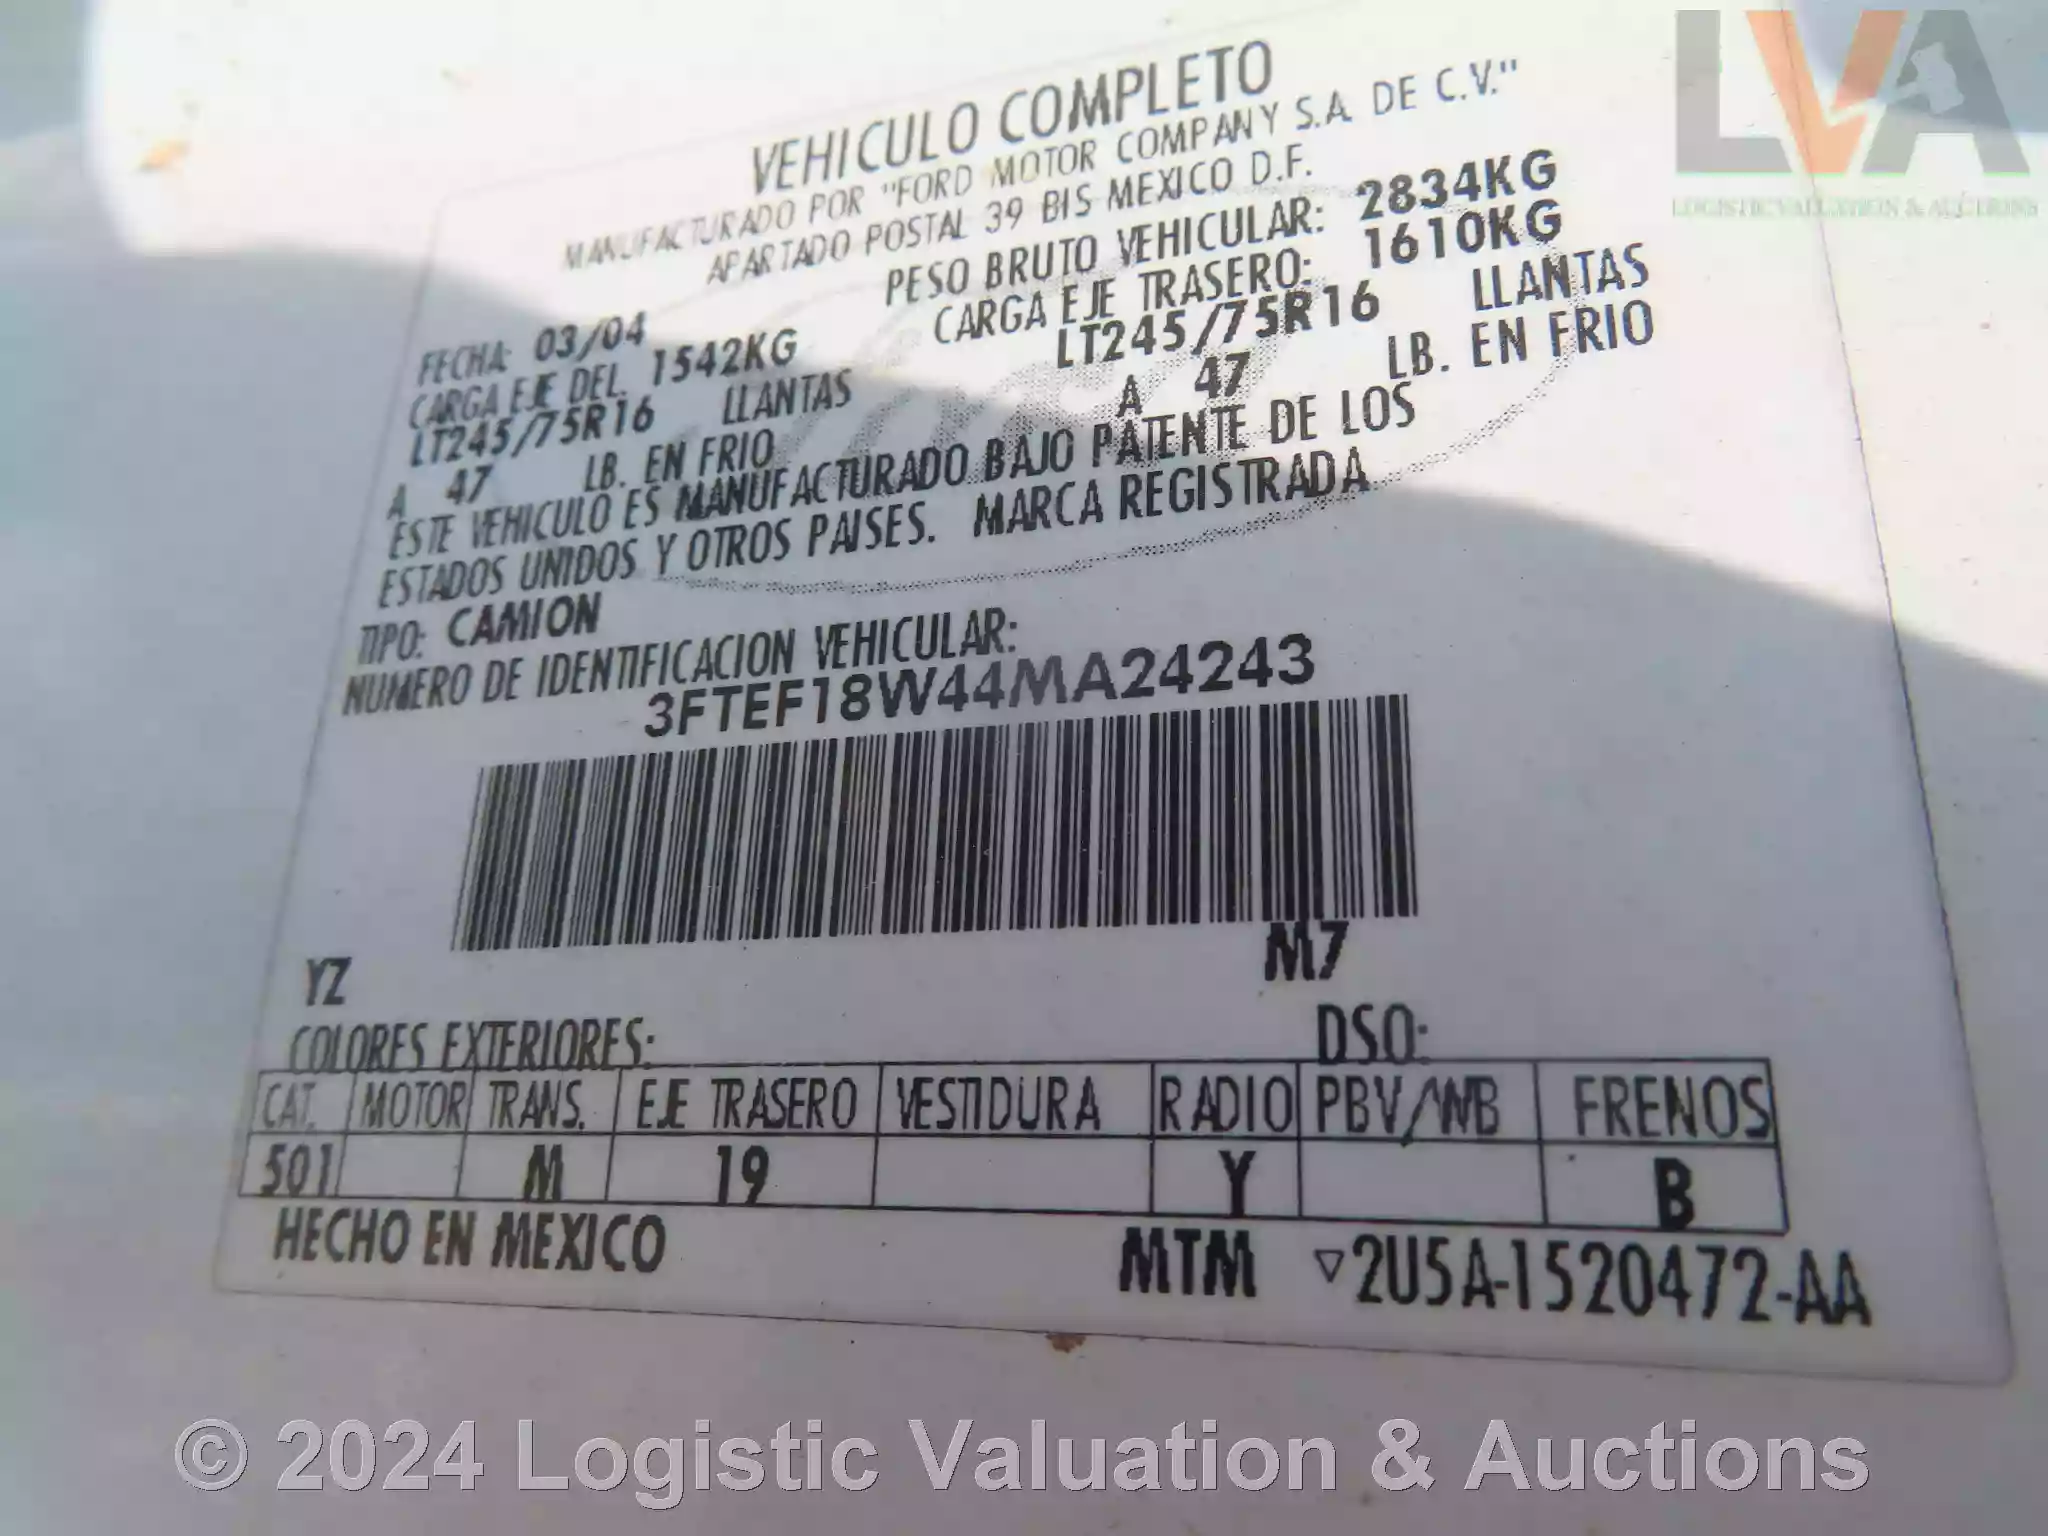 LVA
LOGISTIC VALUATION & AUCTIONS
VEHICULO COMPLETO
MANUFACTURADO POR "FORD MOTOR COMPANY S.A. DE C.V."
APARTADO POSTAL 39 BIS MEXICO D.F.
FECHA: 03/04 PESO BRUTO VEHICULAR: 2834KG
CARGA EJE DEL. 1542KG CARGA EJE TRASERO: 1610KG
LT245/75R16 LLANTAS LT245/75R16 LLANTAS
A 47 LB. EN FRIO A 47 LB. EN FRIO
ESTE VEHICULO ES MANUFACTURADO BAJO PATENTE DE LOS
ESTADOS UNIDOS Y OTROS PAISES. MARCA REGISTRADA
TIPO: CAMION
NUMERO DE IDENTIFICACION VEHICULAR:
3FTEF18W44MA24243
YZ M7
COLORES EXTERIORES: DSO:
CAT. MOTOR TRANS. EJE TRASERO VESTIDURA RADIO PBV/WB FRENOS
501 M 19 Y B
HECHO EN MEXICO MTM ▽2U5A-1520472-AA
© 2024 Logistic Valuation & Auctions